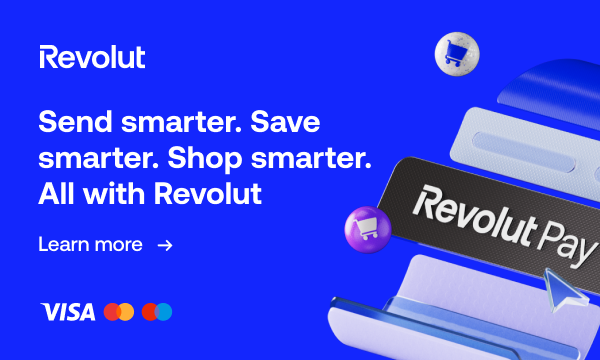 Revolut
Send smarter. Save
smarter. Shop smarter.
All with Revolut
Learn more →
VISA
Revolut Pay